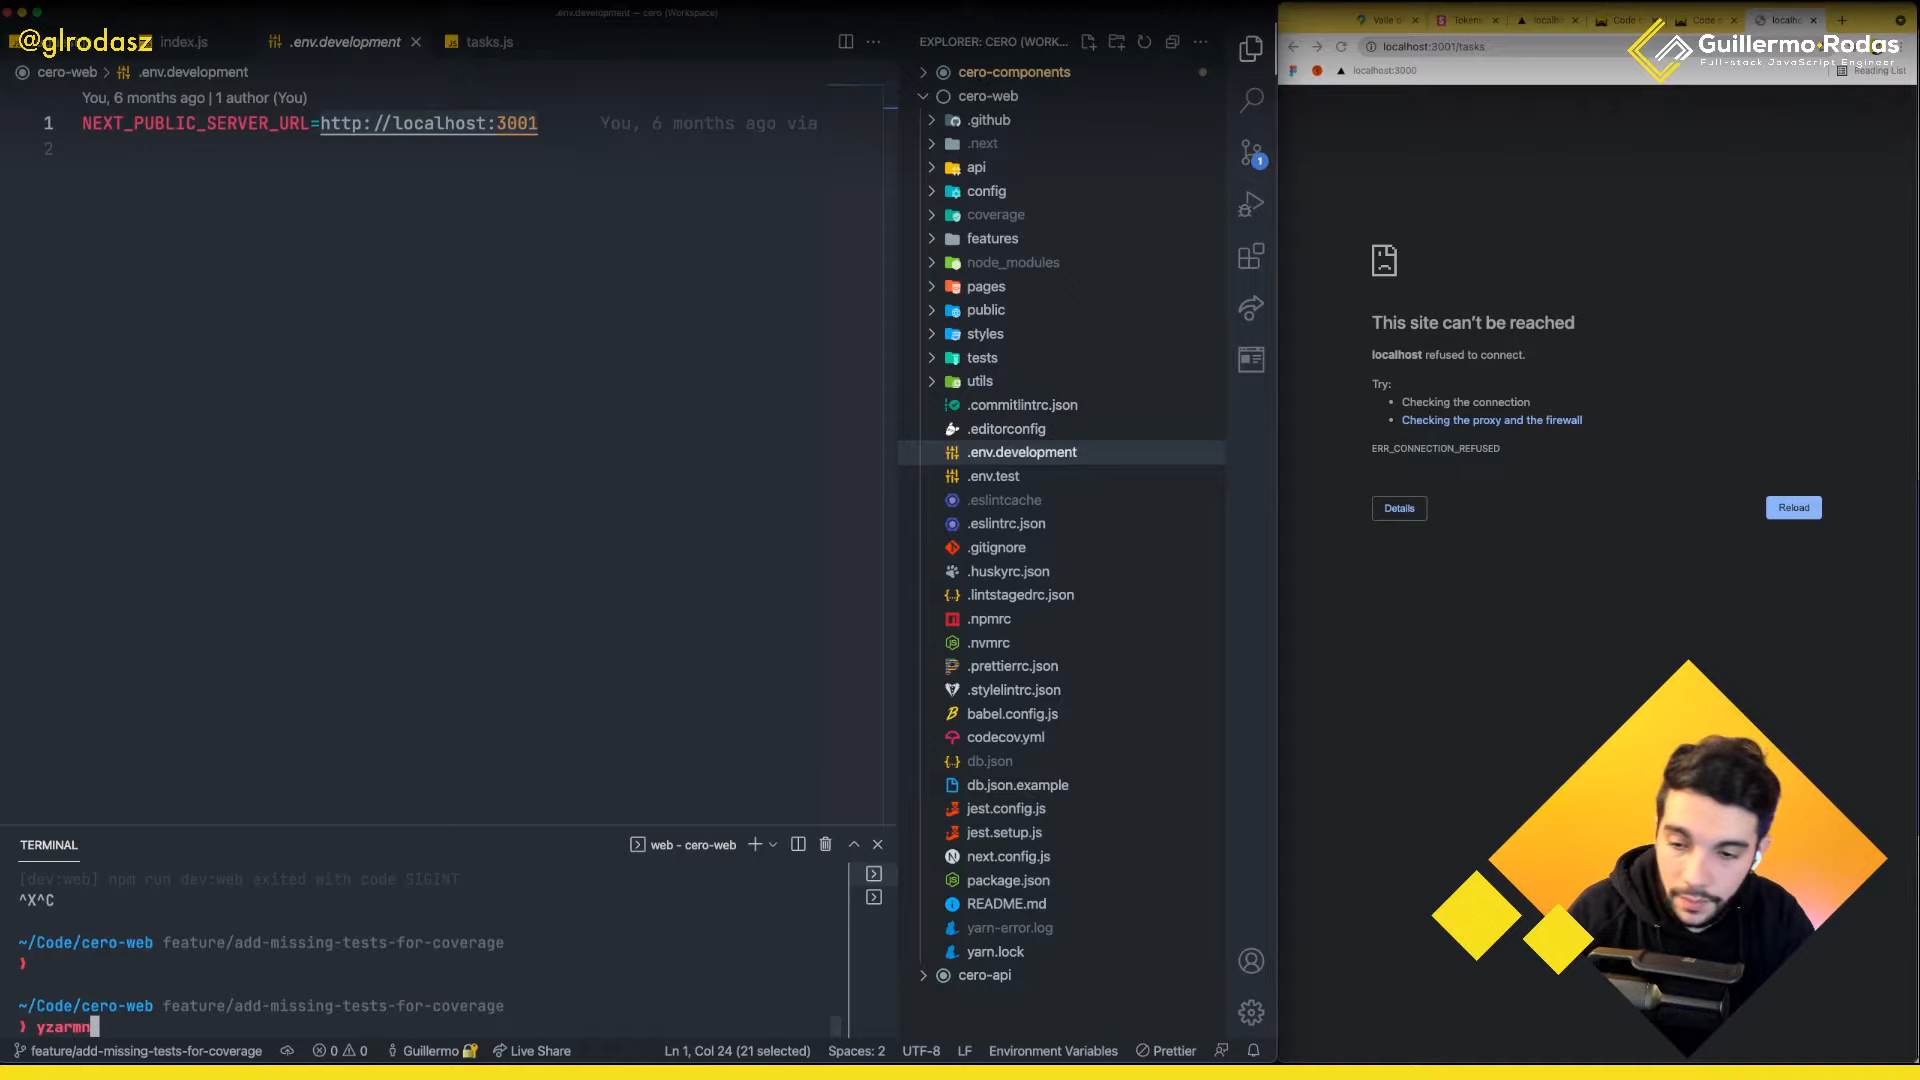 .env.development — cero (Workspace)
@glrodasz
index.js
.env.development
tasks.js
cero-web > .env.development
You, 6 months ago | 1 author (You)
1 NEXT_PUBLIC_SERVER_URL=http://localhost:3001 You, 6 months ago via
2
EXPLORER: CERO (WORK...
cero-components
cero-web
.github
.next
api
config
coverage
features
node_modules
pages
public
styles
tests
utils
.commitlintrc.json
.editorconfig
.env.development
.env.test
.eslintcache
.eslintrc.json
.gitignore
.huskyrc.json
.lintstagedrc.json
.npmrc
.nvmrc
.prettierrc.json
.stylelintrc.json
babel.config.js
codecov.yml
db.json
db.json.example
jest.config.js
jest.setup.js
next.config.js
package.json
README.md
yarn-error.log
yarn.lock
cero-api
1
TERMINAL
web - cero-web
[dev:web] npm run dev:web exited with code SIGINT
^X^C
~/Code/cero-web feature/add-missing-tests-for-coverage
❯
~/Code/cero-web feature/add-missing-tests-for-coverage
❯ yzarmn
feature/add-missing-tests-for-coverage
0 0
Guillermo
Live Share
Ln 1, Col 24 (21 selected)
Spaces: 2
UTF-8
LF
Environment Variables
Prettier
Valle d
Tokens
localh
Code
Code c
localho
localhost:3001/tasks
localhost:3000
Reading List
Guillermo Rodas
Full-stack JavaScript Engineer
This site can't be reached
localhost refused to connect.
Try:
• Checking the connection
• Checking the proxy and the firewall
ERR_CONNECTION_REFUSED
Details
Reload